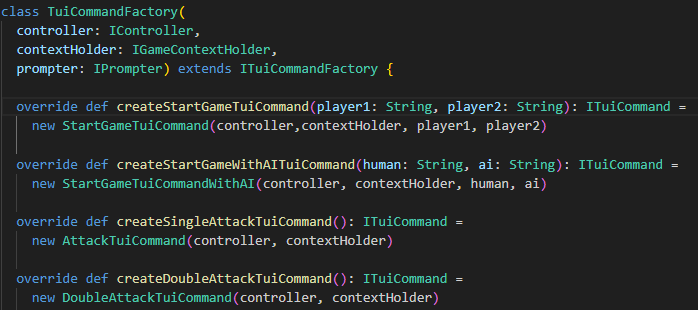 class TuiCommandFactory(
controller: IController,
contextHolder: IGameContextHolder,
prompter: IPrompter) extends ITuiCommandFactory {
override def createStartGameTuiCommand(player1: String, player2: String): ITuiCommand =
new StartGameTuiCommand(controller,contextHolder, player1, player2)
override def createStartGameWithAITuiCommand(human: String, ai: String): ITuiCommand =
new StartGameTuiCommandWithAI(controller, contextHolder, human, ai)
override def createSingleAttackTuiCommand(): ITuiCommand =
new AttackTuiCommand(controller, contextHolder)
override def createDoubleAttackTuiCommand(): ITuiCommand =
new DoubleAttackTuiCommand(controller, contextHolder)